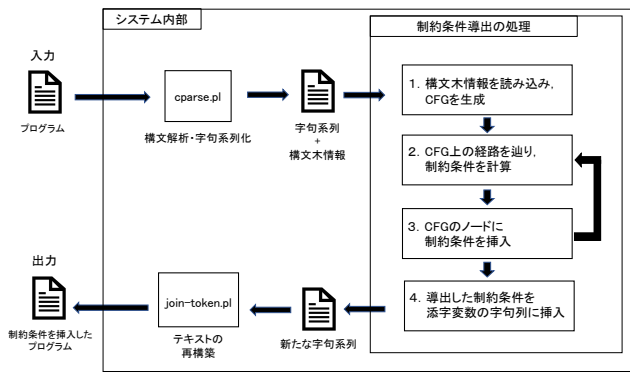 システム内部
制約条件導出の処理
入力
プログラム
cparse.pl
構文解析・字句系列化
字句系列
+
構文木情報
1. 構文木情報を読み込み,
CFGを生成
2. CFG上の経路を辿り,
制約条件を計算
3. CFGのノードに
制約条件を挿入
4. 導出した制約条件を
添字変数の字句列に挿入
新たな字句系列
join-token.pl
テキストの
再構築
出力
制約条件を挿入した
プログラム